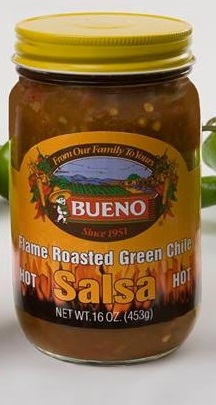 From Our Family To Yours
BUENO
Since 1951
Flame Roasted Green Chile
HOT Salsa HOT
NET WT. 16 OZ. (453g)